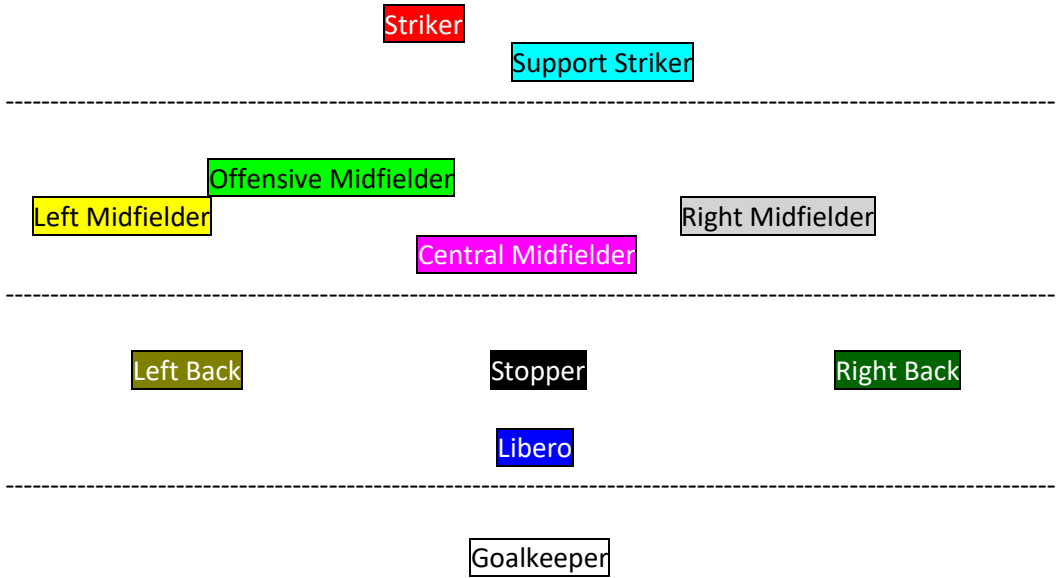 Striker
Support Striker
Offensive Midfielder
Left Midfielder
Right Midfielder
Central Midfielder
Left Back
Stopper
Right Back
Libero
Goalkeeper